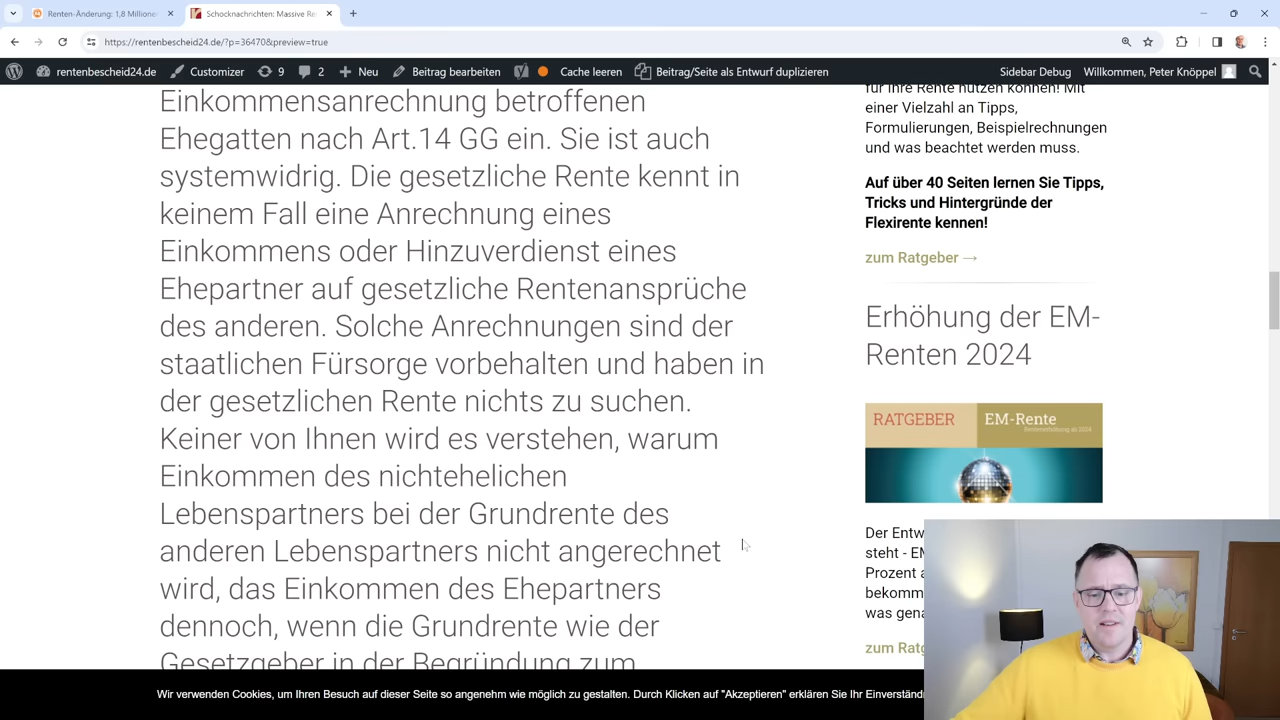 Renten-Änderung: 1,8 Millionen
Schocknachrichten: Massive Re
https://rentenbescheid24.de/?p=36470&preview=true
rentenbescheid24.de
Customizer
9
2
Neu
Beitrag bearbeiten
Cache leeren
Beitrag/Seite als Entwurf duplizieren
Sidebar Debug
Willkommen, Peter Knöppel
Einkommensanrechnung betroffenen
Ehegatten nach Art.14 GG ein. Sie ist auch
systemwidrig. Die gesetzliche Rente kennt in
keinem Fall eine Anrechnung eines
Einkommens oder Hinzuverdienst eines
Ehepartner auf gesetzliche Rentenansprüche
des anderen. Solche Anrechnungen sind der
staatlichen Fürsorge vorbehalten und haben in
der gesetzlichen Rente nichts zu suchen.
Keiner von Ihnen wird es verstehen, warum
Einkommen des nichtehelichen
Lebenspartners bei der Grundrente des
anderen Lebenspartners nicht angerechnet
wird, das Einkommen des Ehepartners
dennoch, wenn die Grundrente wie der
Gesetzgeber in der Begründung zum
für Ihre Rente nutzen können! Mit
einer Vielzahl an Tipps,
Formulierungen, Beispielrechnungen
und was beachtet werden muss.
Auf über 40 Seiten lernen Sie Tipps,
Tricks und Hintergründe der
Flexirente kennen!
zum Ratgeber →
Erhöhung der EM-
Renten 2024
RATGEBER
EM-Rente
Rentenerhöhung ab 2024
Der Entw
steht - EM
Prozent a
bekomm
was gena
zum Ratg
Wir verwenden Cookies, um Ihren Besuch auf dieser Seite so angenehm wie möglich zu gestalten. Durch Klicken auf "Akzeptieren" erklären Sie Ihr Einverständ